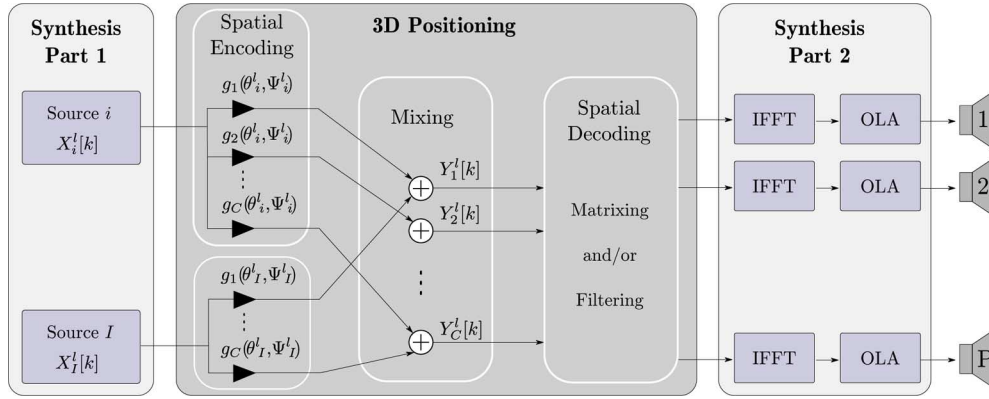 Synthesis
Part 1
Source i
X_i^l[k]
Source I
X_I^l[k]
3D Positioning
Spatial
Encoding
g_1(θ_i^l,Ψ_i^l)
g_2(θ_i^l,Ψ_i^l)
⋮
g_C(θ_i^l,Ψ_i^l)
g_1(θ_I^l,Ψ_I^l)
⋮
g_C(θ_I^l,Ψ_I^l)
Mixing
Y_1^l[k]
Y_2^l[k]
⋮
Y_C^l[k]
Spatial
Decoding
Matrixing
and/or
Filtering
Synthesis
Part 2
IFFT OLA 1
IFFT OLA 2
IFFT OLA P